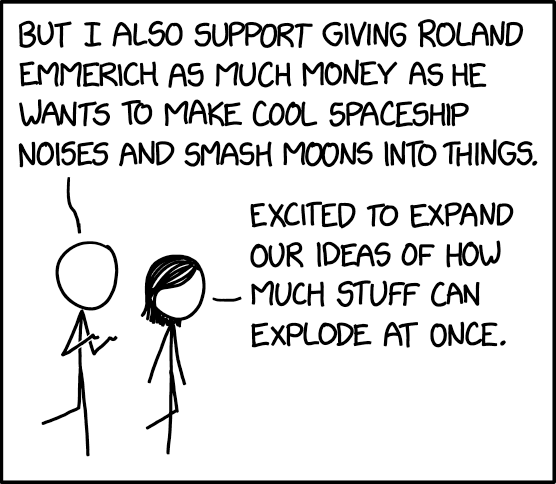 BUT I ALSO SUPPORT GIVING ROLAND
EMMERICH AS MUCH MONEY AS HE
WANTS TO MAKE COOL SPACESHIP
NOISES AND SMASH MOONS INTO THINGS.
EXCITED TO EXPAND
OUR IDEAS OF HOW
MUCH STUFF CAN
EXPLODE AT ONCE.